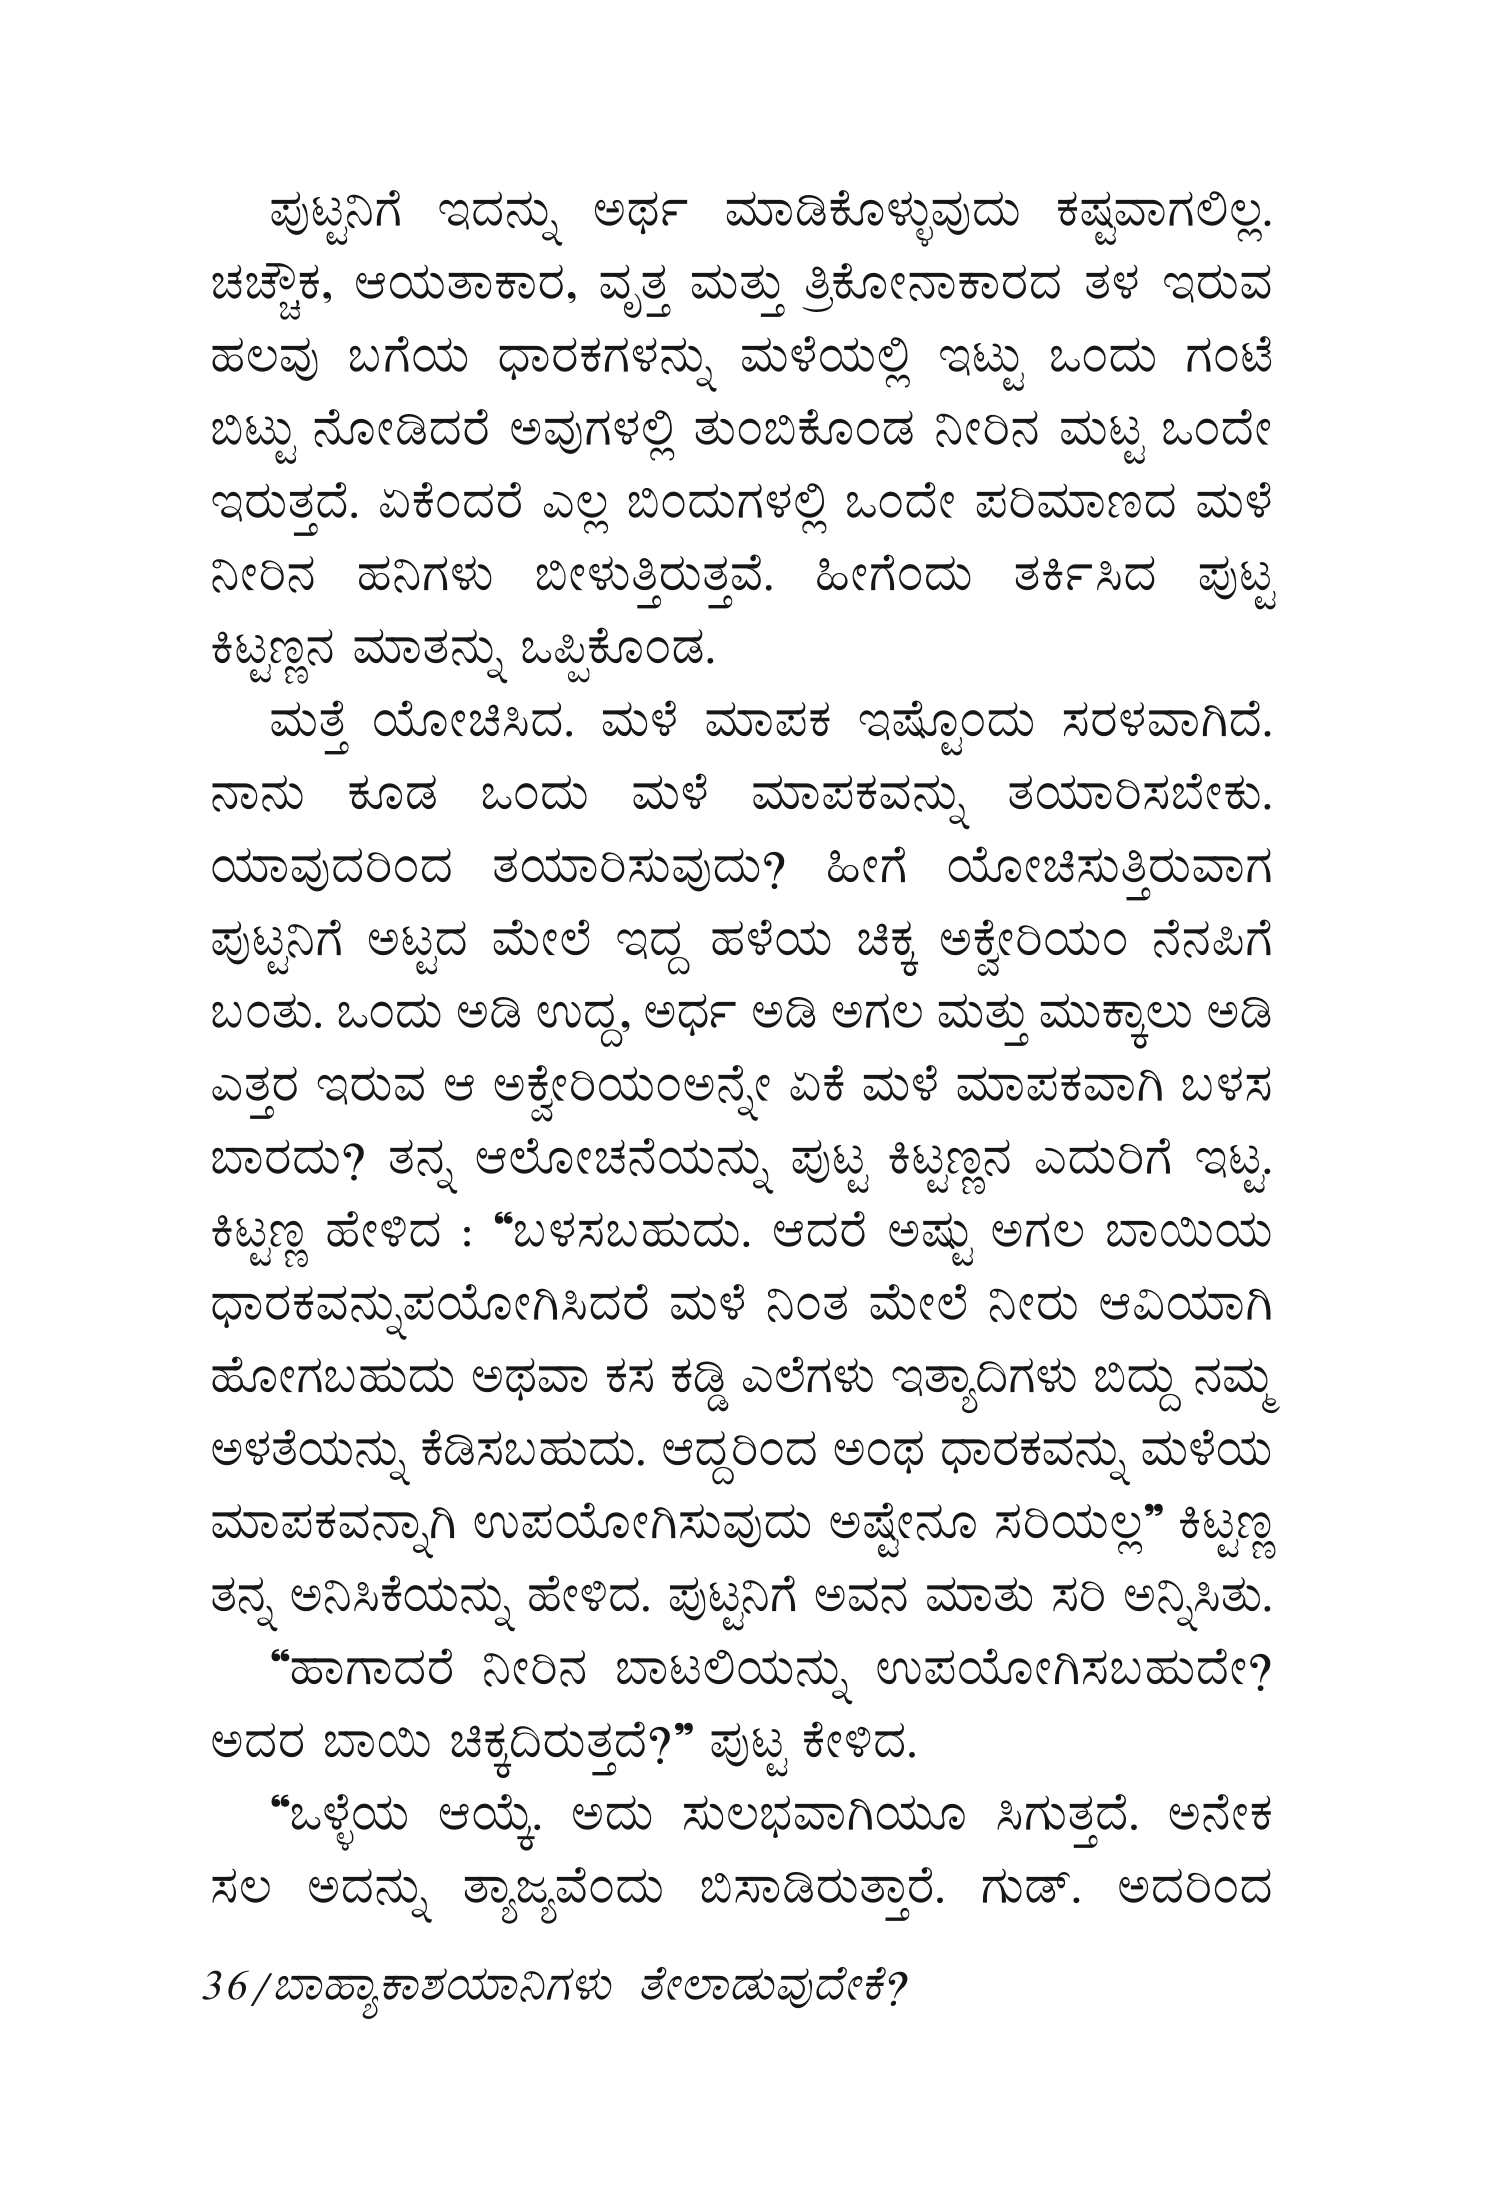 ಪುಟ್ಟನಿಗೆ ಇದನ್ನು ಅರ್ಥ ಮಾಡಿಕೊಳ್ಳುವುದು ಕಷ್ಟವಾಗಲಿಲ್ಲ.
ಚಚ್ಚೌಕ, ಆಯತಾಕಾರ, ವೃತ್ತ ಮತ್ತು ತ್ರಿಕೋನಾಕಾರದ ತಳ ಇರುವ
ಹಲವು ಬಗೆಯ ಧಾರಕಗಳನ್ನು ಮಳೆಯಲ್ಲಿ ಇಟ್ಟು ಒಂದು ಗಂಟೆ
ಬಿಟ್ಟು ನೋಡಿದರೆ ಅವುಗಳಲ್ಲಿ ತುಂಬಿಕೊಂಡ ನೀರಿನ ಮಟ್ಟ ಒಂದೇ
ಇರುತ್ತದೆ. ಏಕೆಂದರೆ ಎಲ್ಲ ಬಿಂದುಗಳಲ್ಲಿ ಒಂದೇ ಪರಿಮಾಣದ ಮಳೆ
ನೀರಿನ ಹನಿಗಳು ಬೀಳುತ್ತಿರುತ್ತವೆ. ಹೀಗೆಂದು ತರ್ಕಿಸಿದ ಪುಟ್ಟ
ಕಿಟ್ಟಣ್ಣನ ಮಾತನ್ನು ಒಪ್ಪಿಕೊಂಡ.
ಮತ್ತೆ ಯೋಚಿಸಿದ. ಮಳೆ ಮಾಪಕ ಇಷ್ಟೊಂದು ಸರಳವಾಗಿದೆ.
ನಾನು ಕೂಡ ಒಂದು ಮಳೆ ಮಾಪಕವನ್ನು ತಯಾರಿಸಬೇಕು.
ಯಾವುದರಿಂದ ತಯಾರಿಸುವುದು? ಹೀಗೆ ಯೋಚಿಸುತ್ತಿರುವಾಗ
ಪುಟ್ಟನಿಗೆ ಅಟ್ಟದ ಮೇಲೆ ಇದ್ದ ಹಳೆಯ ಚಿಕ್ಕ ಅಕ್ವೇರಿಯಂ ನೆನಪಿಗೆ
ಬಂತು. ಒಂದು ಅಡಿ ಉದ್ದ, ಅರ್ಧ ಅಡಿ ಅಗಲ ಮತ್ತು ಮುಕ್ಕಾಲು ಅಡಿ
ಎತ್ತರ ಇರುವ ಆ ಅಕ್ವೇರಿಯಂಅನ್ನೇ ಏಕೆ ಮಳೆ ಮಾಪಕವಾಗಿ ಬಳಸ
ಬಾರದು? ತನ್ನ ಆಲೋಚನೆಯನ್ನು ಪುಟ್ಟ ಕಿಟ್ಟಣ್ಣನ ಎದುರಿಗೆ ಇಟ್ಟ.
ಕಿಟ್ಟಣ್ಣ ಹೇಳಿದ : “ಬಳಸಬಹುದು. ಆದರೆ ಅಷ್ಟು ಅಗಲ ಬಾಯಿಯ
ಧಾರಕವನ್ನುಪಯೋಗಿಸಿದರೆ ಮಳೆ ನಿಂತ ಮೇಲೆ ನೀರು ಆವಿಯಾಗಿ
ಹೋಗಬಹುದು ಅಥವಾ ಕಸ ಕಡ್ಡಿ ಎಲೆಗಳು ಇತ್ಯಾದಿಗಳು ಬಿದ್ದು ನಮ್ಮ
ಅಳತೆಯನ್ನು ಕೆಡಿಸಬಹುದು. ಆದ್ದರಿಂದ ಅಂಥ ಧಾರಕವನ್ನು ಮಳೆಯ
ಮಾಪಕವನ್ನಾಗಿ ಉಪಯೋಗಿಸುವುದು ಅಷ್ಟೇನೂ ಸರಿಯಲ್ಲ” ಕಿಟ್ಟಣ್ಣ
ತನ್ನ ಅನಿಸಿಕೆಯನ್ನು ಹೇಳಿದ. ಪುಟ್ಟನಿಗೆ ಅವನ ಮಾತು ಸರಿ ಅನ್ನಿಸಿತು.
“ಹಾಗಾದರೆ ನೀರಿನ ಬಾಟಲಿಯನ್ನು ಉಪಯೋಗಿಸಬಹುದೇ?
ಅದರ ಬಾಯಿ ಚಿಕ್ಕದಿರುತ್ತದೆ?” ಪುಟ್ಟ ಕೇಳಿದ.
“ಒಳ್ಳೆಯ ಆಯ್ಕೆ. ಅದು ಸುಲಭವಾಗಿಯೂ ಸಿಗುತ್ತದೆ. ಅನೇಕ
ಸಲ ಅದನ್ನು ತ್ಯಾಜ್ಯವೆಂದು ಬಿಸಾಡಿರುತ್ತಾರೆ. ಗುಡ್. ಅದರಿಂದ
36/ಬಾಹ್ಯಾಕಾಶಯಾನಿಗಳು ತೇಲಾಡುವುದೇಕೆ?